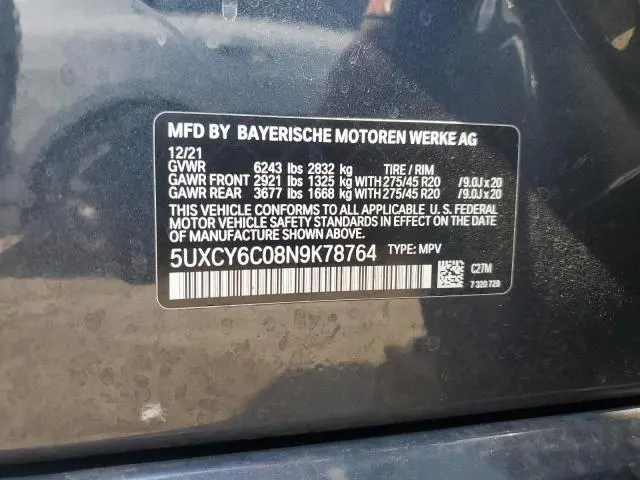 MFD BY BAYERISCHE MOTOREN WERKE AG
12/21
GVWR 6243 lbs 2832 kg TIRE / RIM
GAWR FRONT 2921 lbs 1325 kg WITH 275/45 R20 /9.0J x 20
GAWR REAR 3677 lbs 1668 kg WITH 275/45 R20 /9.0J x 20
THIS VEHICLE CONFORMS TO ALL APPLICABLE U. S. FEDERAL
MOTOR VEHICLE SAFETY STANDARDS IN EFFECT ON THE DATE
OF MANUFACTURE SHOWN ABOVE.
5UXCY6C08N9K78764 TYPE: MPV
C27M
7 320 729